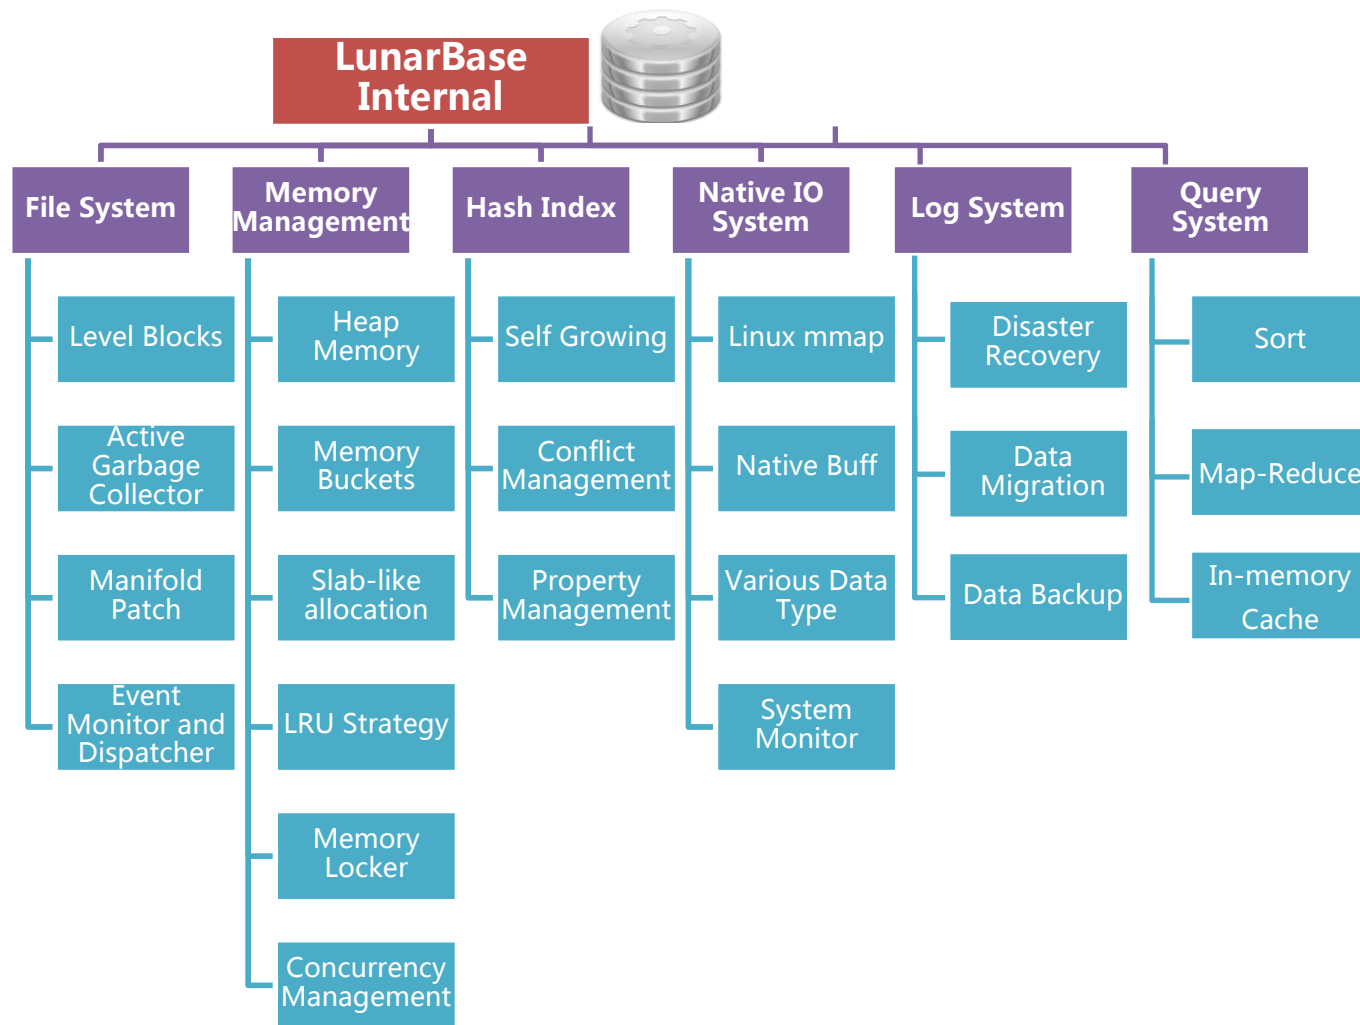 LunarBase
Internal
File System
Memory
Management
Hash Index
Native IO
System
Log System
Query
System
Level Blocks
Active
Garbage
Collector
Manifold
Patch
Event
Monitor and
Dispatcher
Heap
Memory
Memory
Buckets
Slab-like
allocation
LRU Strategy
Memory
Locker
Concurrency
Management
Self Growing
Conflict
Management
Property
Management
Linux mmap
Native Buff
Various Data
Type
System
Monitor
Disaster
Recovery
Data
Migration
Data Backup
Sort
Map-Reduce
In-memory
Cache